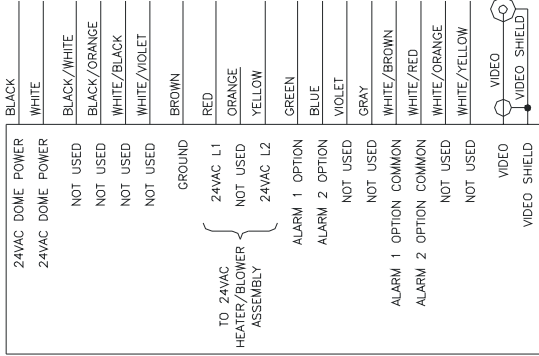 BLACK
WHITE
BLACK/WHITE
BLACK/ORANGE
WHITE/BLACK
WHITE/VIOLET
BROWN
RED
ORANGE
YELLOW
GREEN
BLUE
VIOLET
GRAY
WHITE/BROWN
WHITE/RED
WHITE/ORANGE
WHITE/YELLOW
VIDEO
VIDEO SHIELD
24VAC DOME POWER
24VAC DOME POWER
NOT USED
NOT USED
NOT USED
NOT USED
GROUND
24VAC L1
NOT USED
24VAC L2
TO 24VAC
HEATER/BLOWER
ASSEMBLY
ALARM 1 OPTION
ALARM 2 OPTION
NOT USED
NOT USED
ALARM 1 OPTION COMMON
ALARM 2 OPTION COMMON
NOT USED
NOT USED
VIDEO
VIDEO SHIELD